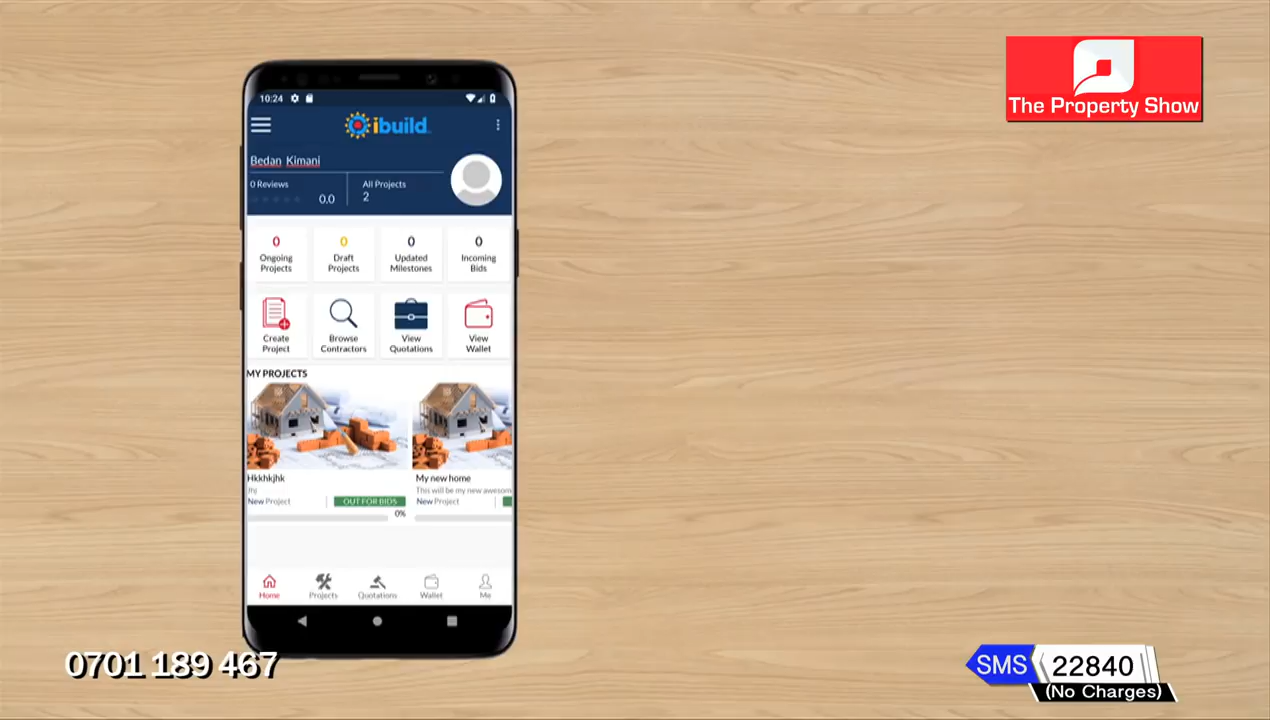 The Property Show
10:24
ibuild
Bedan Kimani
0 Reviews
0.0
All Projects
2
0
Ongoing
Projects
0
Draft
Projects
0
Updated
Milestones
0
Incoming
Bids
Create
Project
Browse
Contractors
View
Quotations
View
Wallet
MY PROJECTS
Hkkhkjhk
Jhj
New Project
OUT FOR BIDS
0%
My new home
This will be my new awesom
New Project
Home
Projects
Quotations
Wallet
Me
0701 189 467
SMS 22840
(No Charges)